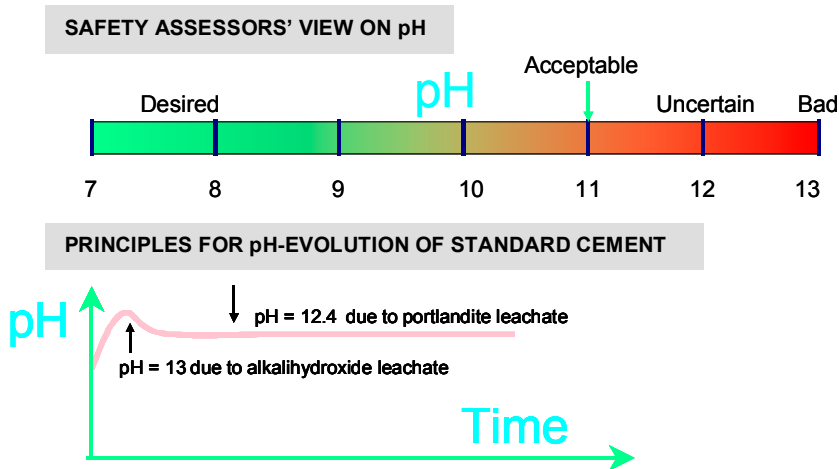 SAFETY ASSESSORS’ VIEW ON pH
Acceptable
pH
Desired
Uncertain
Bad
7 8 9 10 11 12 13
PRINCIPLES FOR pH-EVOLUTION OF STANDARD CEMENT
pH
pH = 12.4 due to portlandite leachate
pH = 13 due to alkalihydroxide leachate
Time